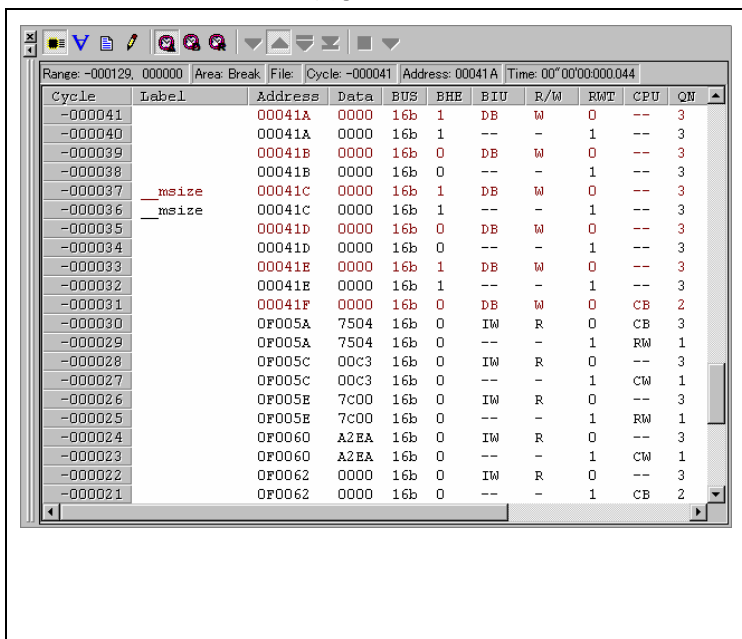 Range: -000129, 000000 Area: Break File: Cycle: -000041 Address: 00041A Time: 00"00'00:000.044
Cycle Label Address Data BUS BHE BIU R/W RWT CPU QN
-000041 00041A 0000 16b 1 DB W 0 -- 3
-000040 00041A 0000 16b 1 -- - 1 -- 3
-000039 00041B 0000 16b 0 DB W 0 -- 3
-000038 00041B 0000 16b 0 -- - 1 -- 3
-000037 __msize 00041C 0000 16b 1 DB W 0 -- 3
-000036 __msize 00041C 0000 16b 1 -- - 1 -- 3
-000035 00041D 0000 16b 0 DB W 0 -- 3
-000034 00041D 0000 16b 0 -- - 1 -- 3
-000033 00041E 0000 16b 1 DB W 0 -- 3
-000032 00041E 0000 16b 1 -- - 1 -- 3
-000031 00041F 0000 16b 0 DB W 0 CB 2
-000030 0F005A 7504 16b 0 IW R 0 CB 3
-000029 0F005A 7504 16b 0 -- - 1 RW 1
-000028 0F005C 00C3 16b 0 IW R 0 -- 3
-000027 0F005C 00C3 16b 0 -- - 1 CW 1
-000026 0F005E 7C00 16b 0 IW R 0 -- 3
-000025 0F005E 7C00 16b 0 -- - 1 RW 1
-000024 0F0060 A2EA 16b 0 IW R 0 -- 3
-000023 0F0060 A2EA 16b 0 -- - 1 CW 1
-000022 0F0062 0000 16b 0 IW R 0 -- 3
-000021 0F0062 0000 16b 0 -- - 1 CB 2